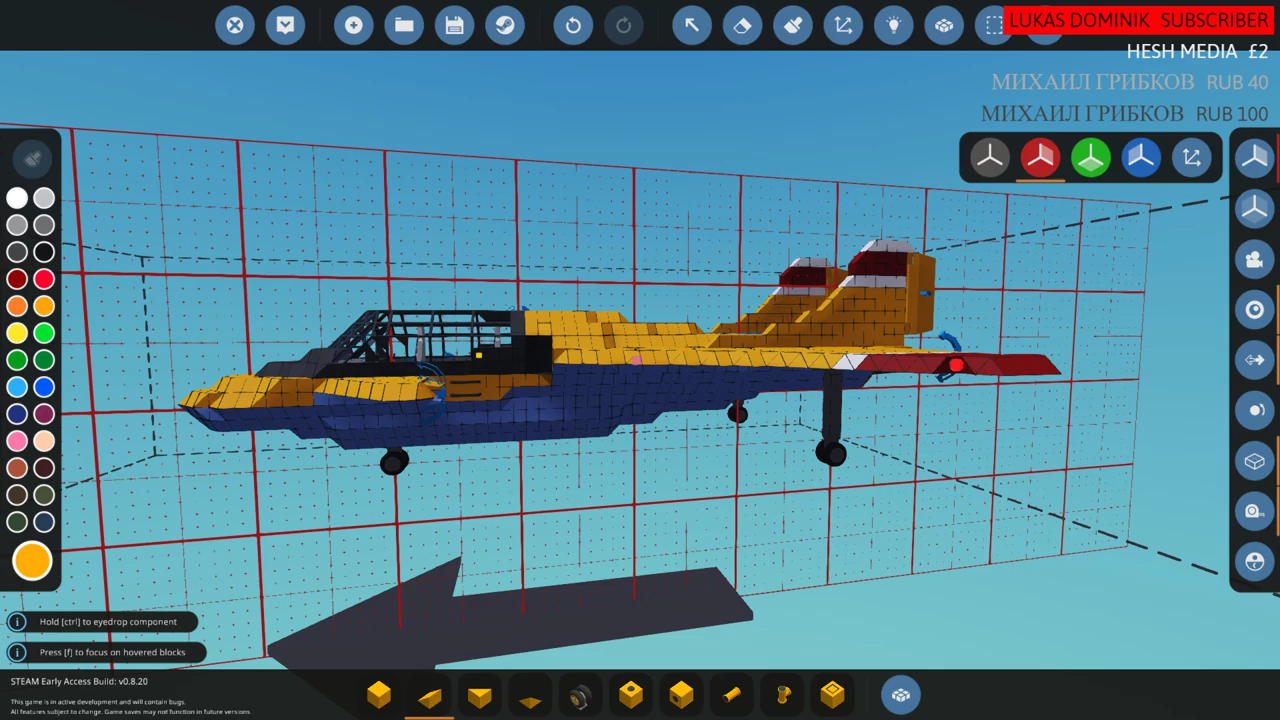 LUKAS DOMINIK SUBSCRIBER
HESH MEDIA £2
МИХАИЛ ГРИБКОВ RUB 40
МИХАИЛ ГРИБКОВ RUB 100
Hold [ctrl] to eyedrop component
Press [f] to focus on hovered blocks
STEAM Early Access Build: v0.8.20
This game is in active development and will contain bugs.
All features subject to change. Game saves may not function in future versions.